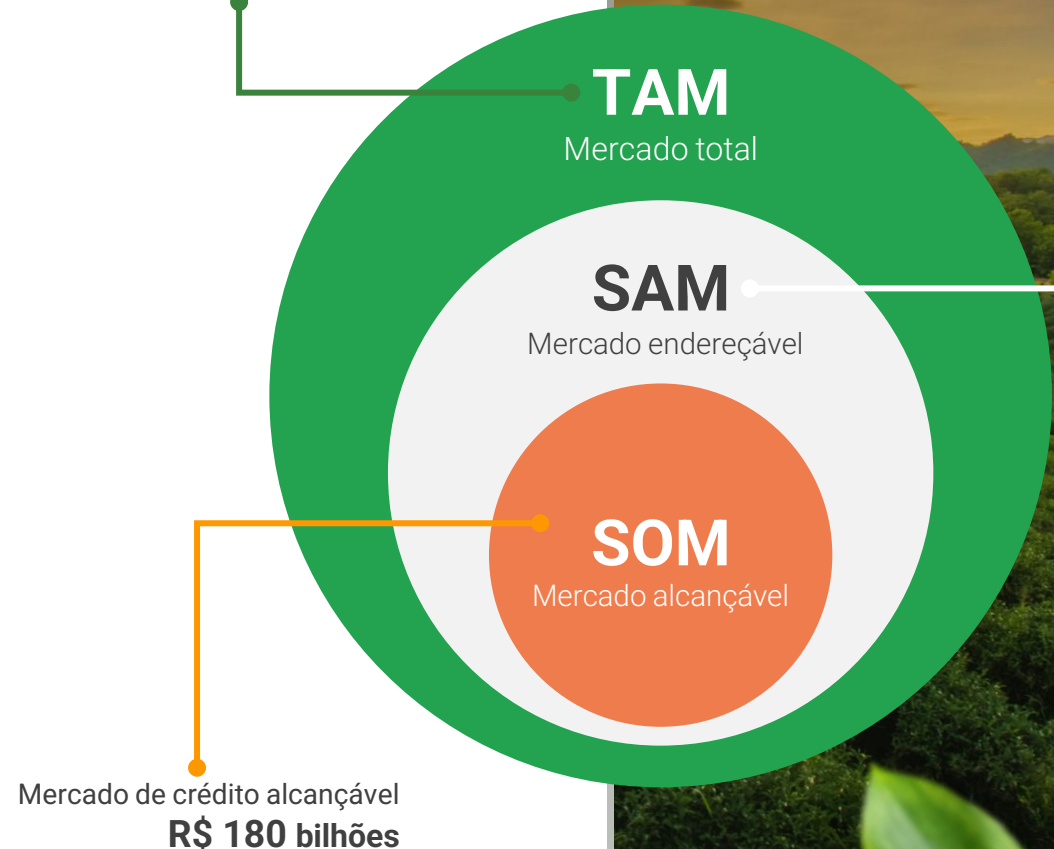 TAM
Mercado total
SAM
Mercado endereçável
SOM
Mercado alcançável
Mercado de crédito alcançável
R$ 180 bilhões